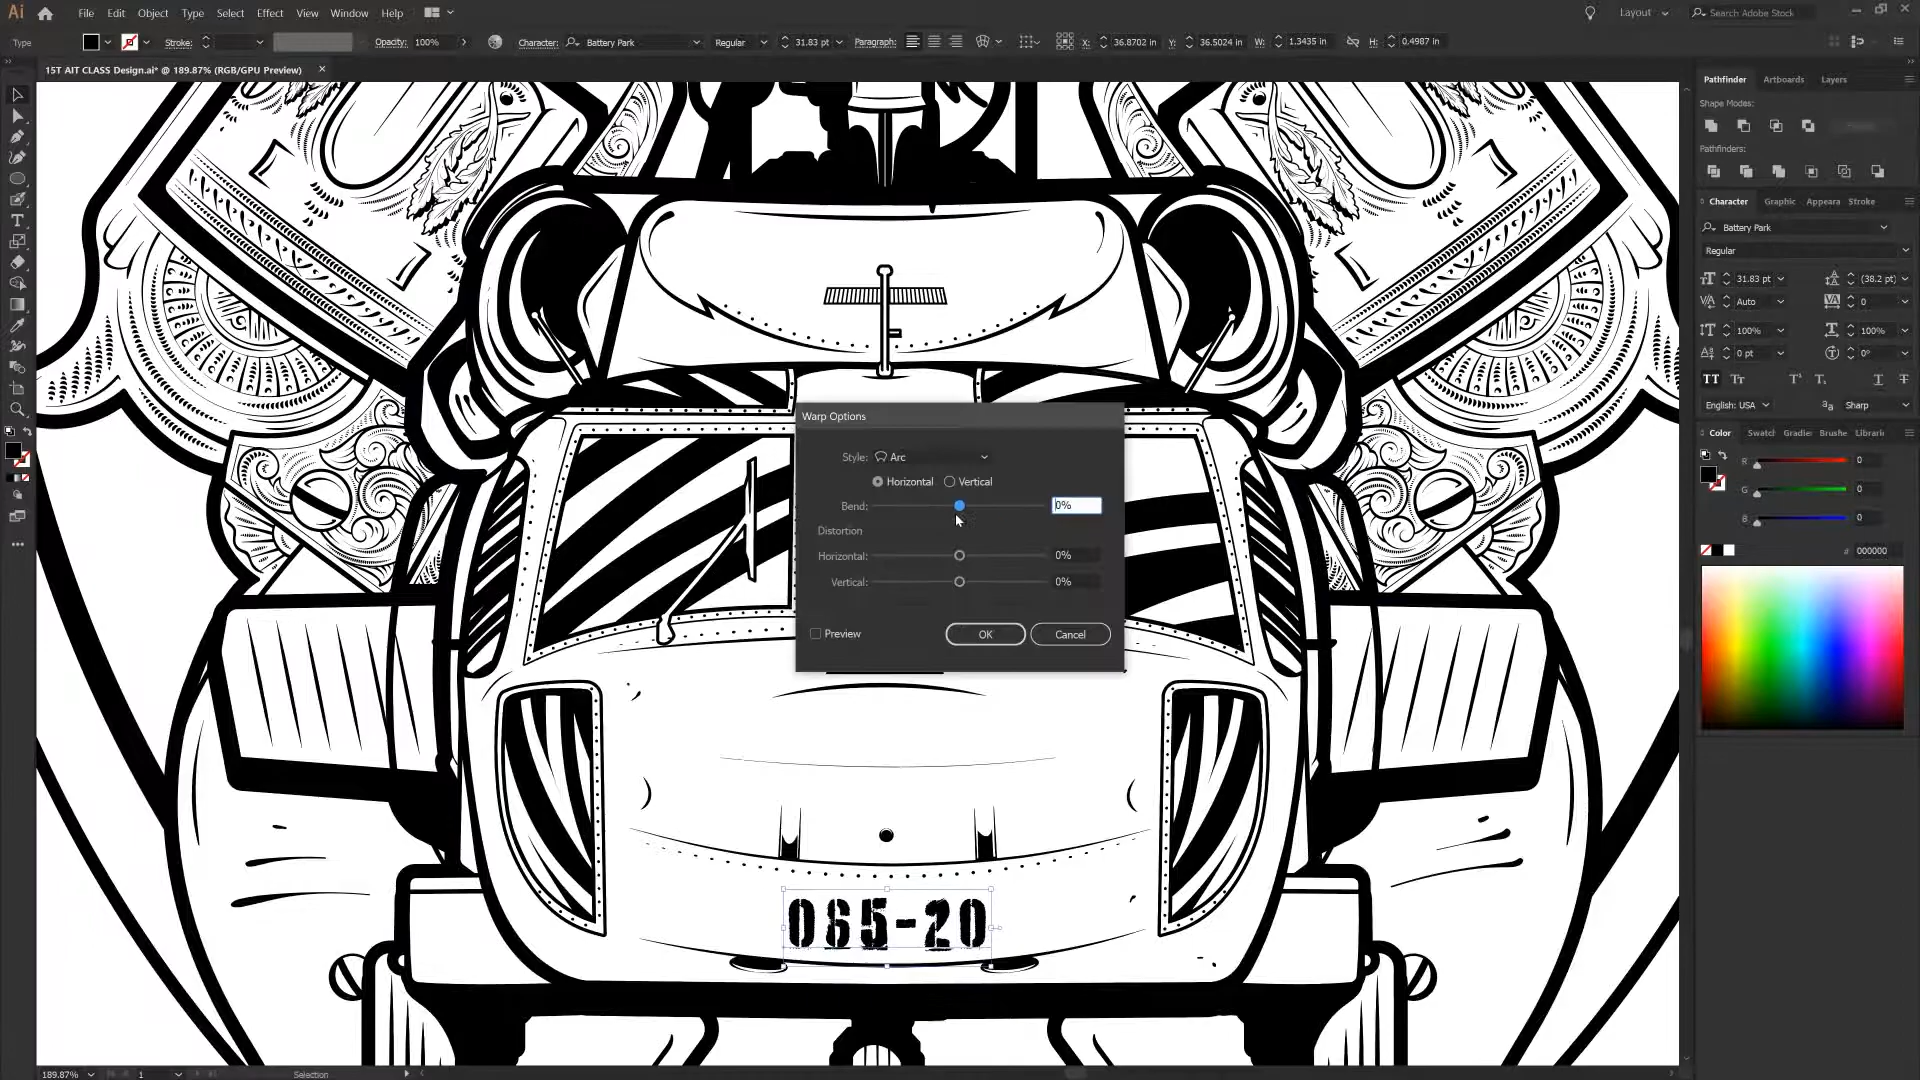 Ai File Edit Object Type Select Effect View Window Help Layout Search Adobe Stock
Type Stroke: Opacity: 100% Character: Battery Park Regular 31.83 pt Paragraph: X: 36.8702 in Y: 36.5024 in W: 1.3435 in H: 0.4987 in
15T AIT CLASS Design.ai* @ 189.87% (RGB/GPU Preview)
Pathfinder Artboards Layers
Shape Modes:
Pathfinders:
Character Graphic Appeara Stroke
Battery Park
Regular
31.83 pt (38.2 pt)
Auto 0
100% 100%
0 pt 0°
English: USA Sharp
Color Swatch Gradie Brushe Librari
R 0
G 0
B 0
# 000000
Warp Options
Style: Arc
Horizontal Vertical
Bend: 0%
Distortion
Horizontal: 0%
Vertical: 0%
Preview OK Cancel
065-20
189.87% 1 Selection